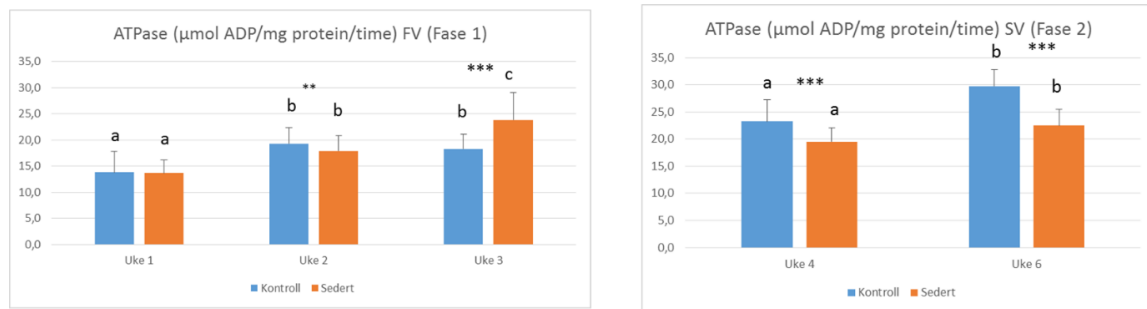 ATPase (µmol ADP/mg protein/time) FV (Fase 1)
35,0
30,0
25,0
20,0
15,0
10,0
5,0
0,0
a a
b ** b
b *** c
Uke 1 Uke 2 Uke 3
Kontroll Sedert
ATPase (µmol ADP/mg protein/time) SV (Fase 2)
35,0
30,0
25,0
20,0
15,0
10,0
5,0
0,0
a *** a
b *** b
Uke 4 Uke 6
Kontroll Sedert